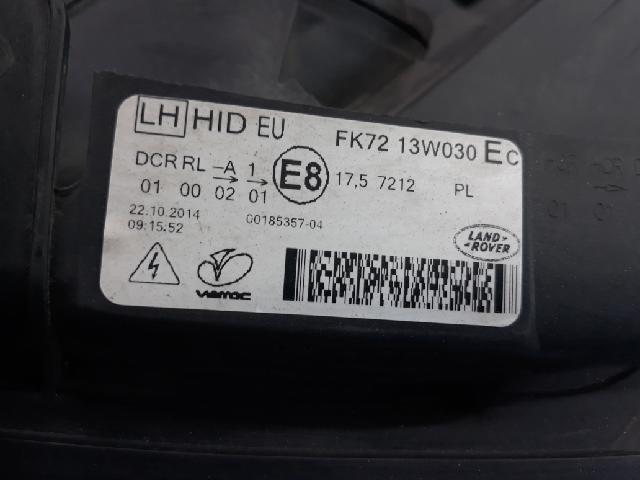 LH HID EU FK72 13W030 EC
DCR RL →A 1→ E8 17,5 7212 PL
01 00 02 01
22.10.2014 00185357-04
09:15.52
LAND-
ROVER